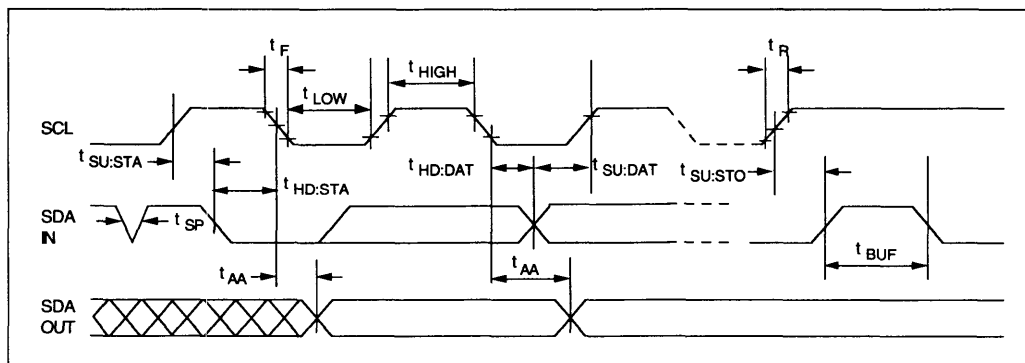 t F
t R
t HIGH
t LOW
SCL
t SU:STA
t HD:STA
t HD:DAT
t SU:DAT
t SU:STO
SDA
IN
t SP
t AA
t AA
t BUF
SDA
OUT